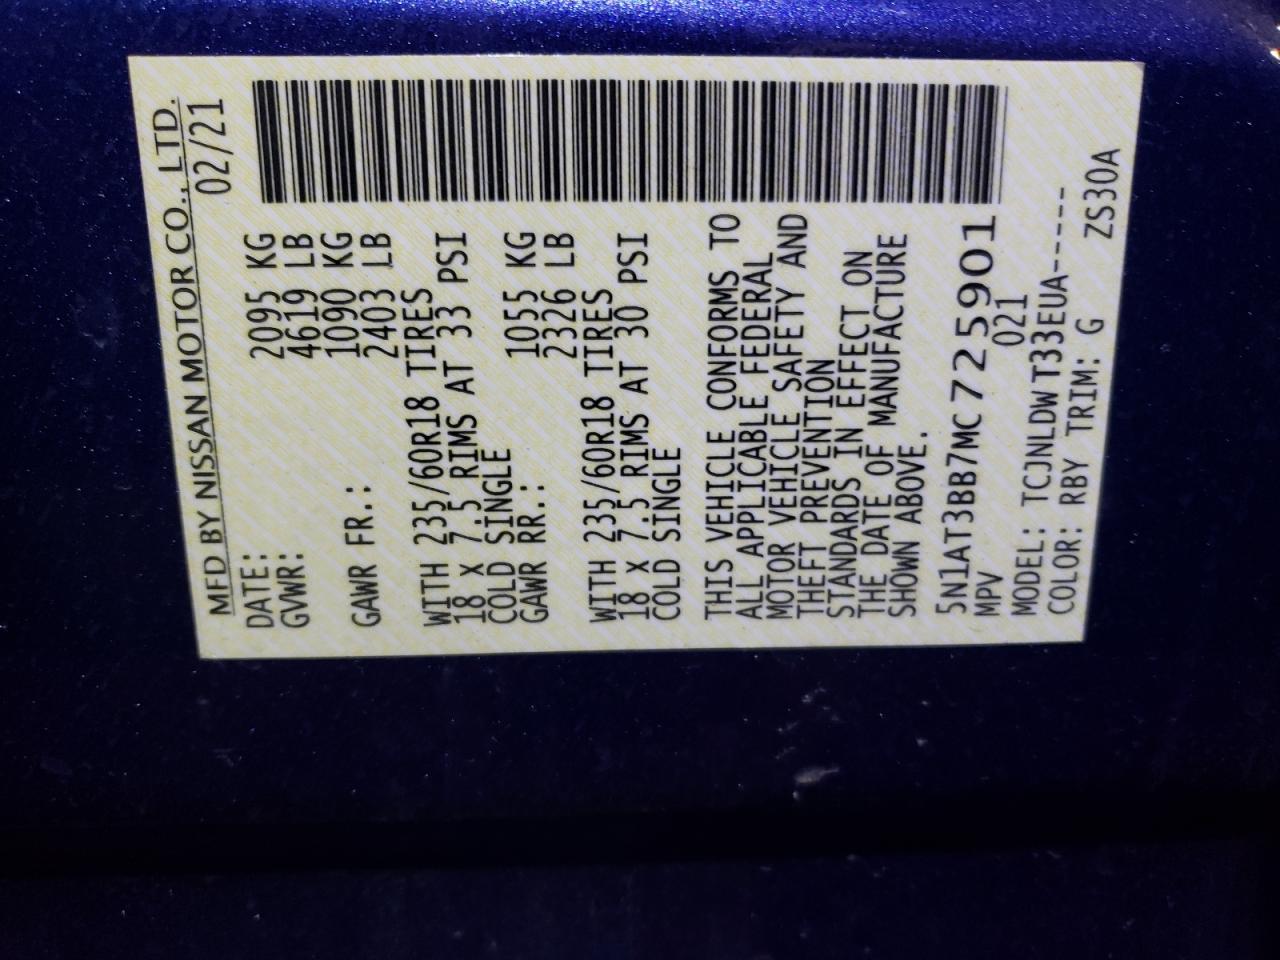 MFD BY NISSAN MOTOR CO., LTD.
DATE: 02/21
GVWR: 2095 KG
4619 LB
GAWR FR.: 1090 KG
2403 LB
WITH 235/60R18 TIRES
18 X 7.5 RIMS AT 33 PSI
COLD SINGLE
GAWR RR.: 1055 KG
2326 LB
WITH 235/60R18 TIRES
18 X 7.5 RIMS AT 30 PSI
COLD SINGLE
THIS VEHICLE CONFORMS TO
ALL APPLICABLE FEDERAL
MOTOR VEHICLE SAFETY AND
THEFT PREVENTION
STANDARDS IN EFFECT ON
THE DATE OF MANUFACTURE
SHOWN ABOVE.
5N1AT3BB7MC725901
MPV 021
MODEL: TCJNLDWT33EUA-----
COLOR: RBY TRIM: G ZS30A